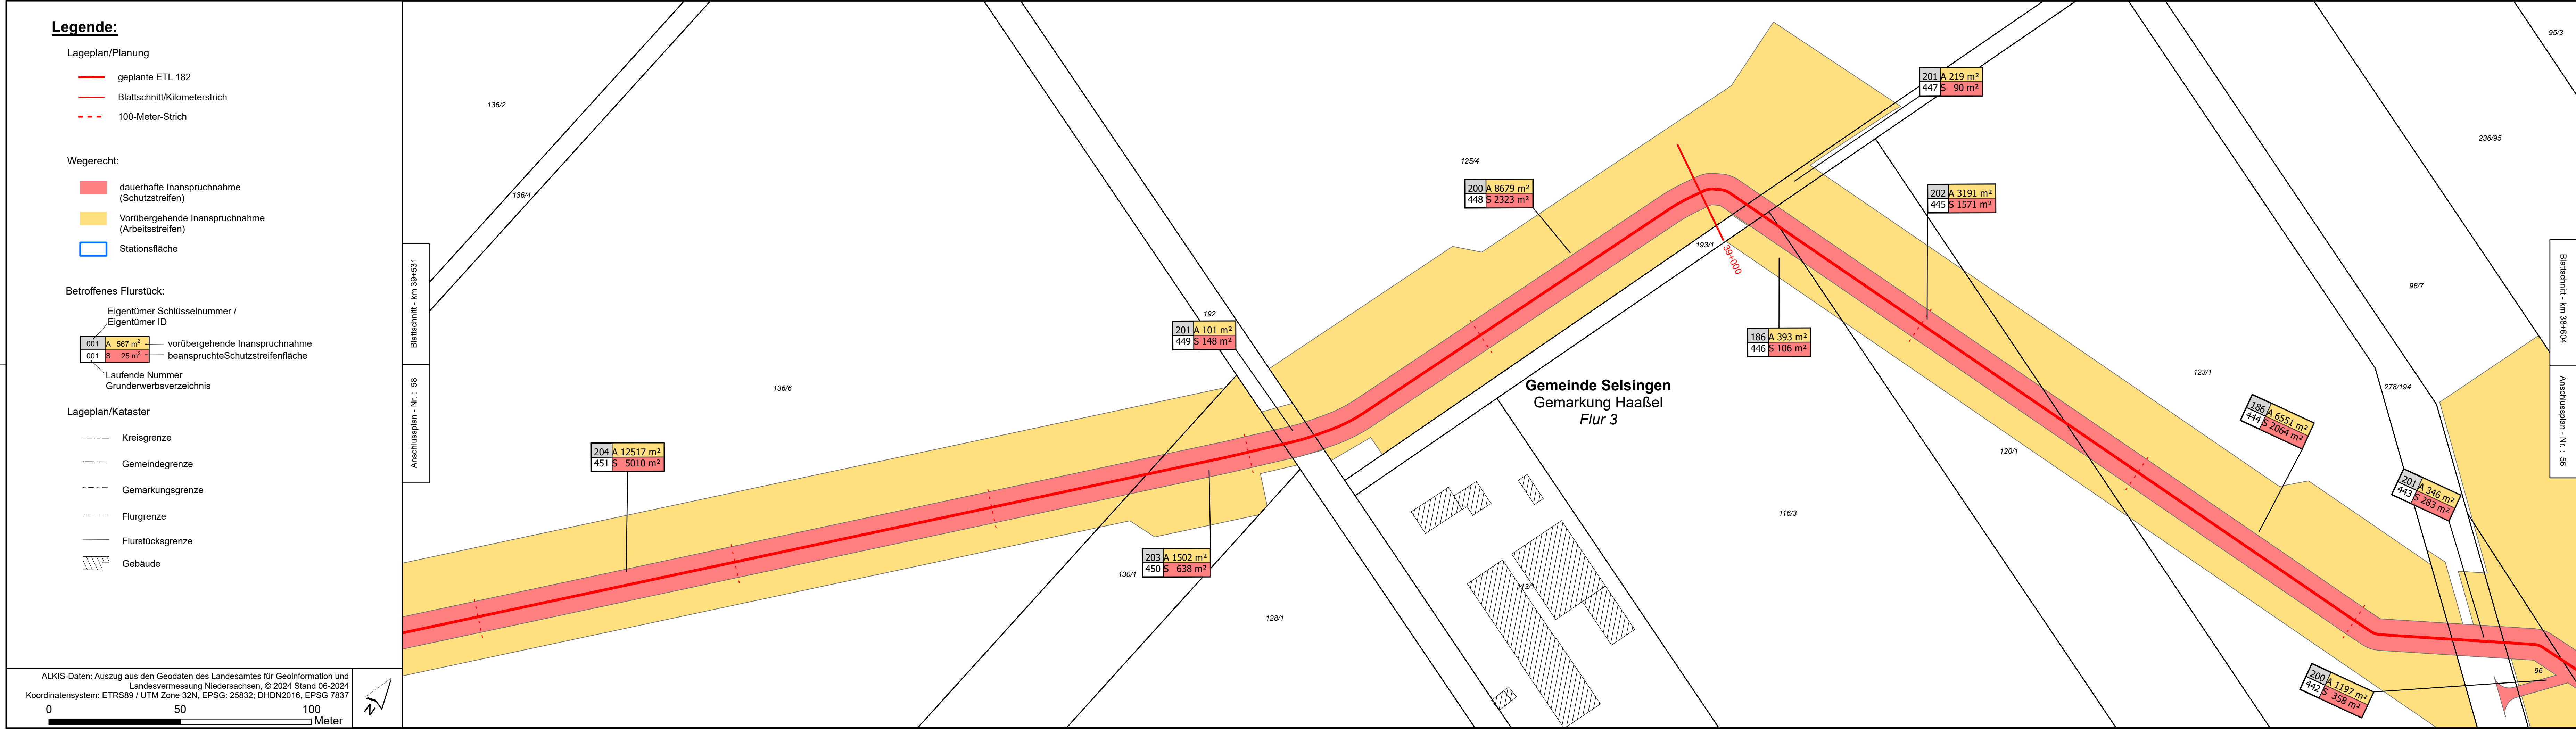 Legende:
Lageplan/Planung
geplante ETL 182
Blattschnitt/Kilometerstrich
100-Meter-Strich
Wegerecht:
dauerhafte Inanspruchnahme
(Schutzstreifen)
Vorübergehende Inanspruchnahme
(Arbeitsstreifen)
Stationsfläche
Betroffenes Flurstück:
Eigentümer Schlüsselnummer /
Eigentümer ID
001 A 567 m² vorübergehende Inanspruchnahme
001 S 25 m² beanspruchteSchutzstreifenfläche
Laufende Nummer
Grunderwerbsverzeichnis
Lageplan/Kataster
Kreisgrenze
Gemeindegrenze
Gemarkungsgrenze
Flurgrenze
Flurstücksgrenze
Gebäude
ALKIS-Daten: Auszug aus den Geodaten des Landesamtes für Geoinformation und
Landesvermessung Niedersachsen, © 2024 Stand 06-2024
Koordinatensystem: ETRS89 / UTM Zone 32N, EPSG: 25832; DHDN2016, EPSG 7837
0 50 100
Meter
N
Blattschnitt - km 39+531
Anschlussplan - Nr. : 58
136/2
136/4
136/6
204 A 12517 m²
451 S 5010 m²
130/1
203 A 1502 m²
450 S 638 m²
128/1
192
201 A 101 m²
449 S 148 m²
125/4
200 A 8679 m²
448 S 2323 m²
193/1
39+000
Gemeinde Selsingen
Gemarkung Haaßel
Flur 3
113/1
116/3
186 A 393 m²
446 S 106 m²
201 A 219 m²
447 S 90 m²
202 A 3191 m²
445 S 1571 m²
120/1
123/1
186 A 6551 m²
444 S 2064 m²
201 A 346 m²
443 S 283 m²
200 A 1197 m²
442 S 358 m²
278/194
98/7
236/95
95/3
96
Blattschnitt - km 38+604
Anschlussplan - Nr. : 56